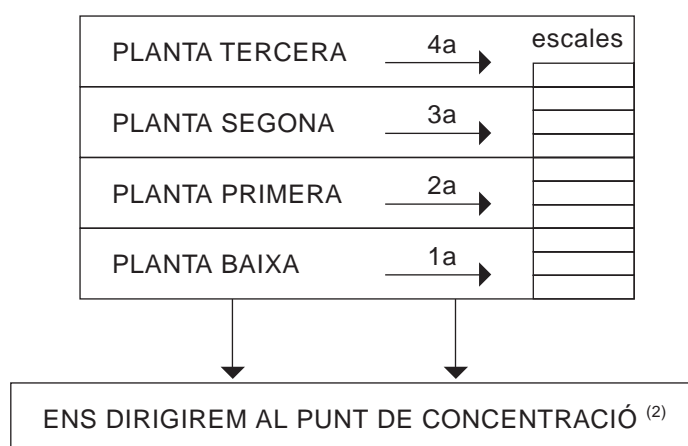 escales
PLANTA TERCERA 4a
PLANTA SEGONA 3a
PLANTA PRIMERA 2a
PLANTA BAIXA 1a
ENS DIRIGIREM AL PUNT DE CONCENTRACIÓ (2)